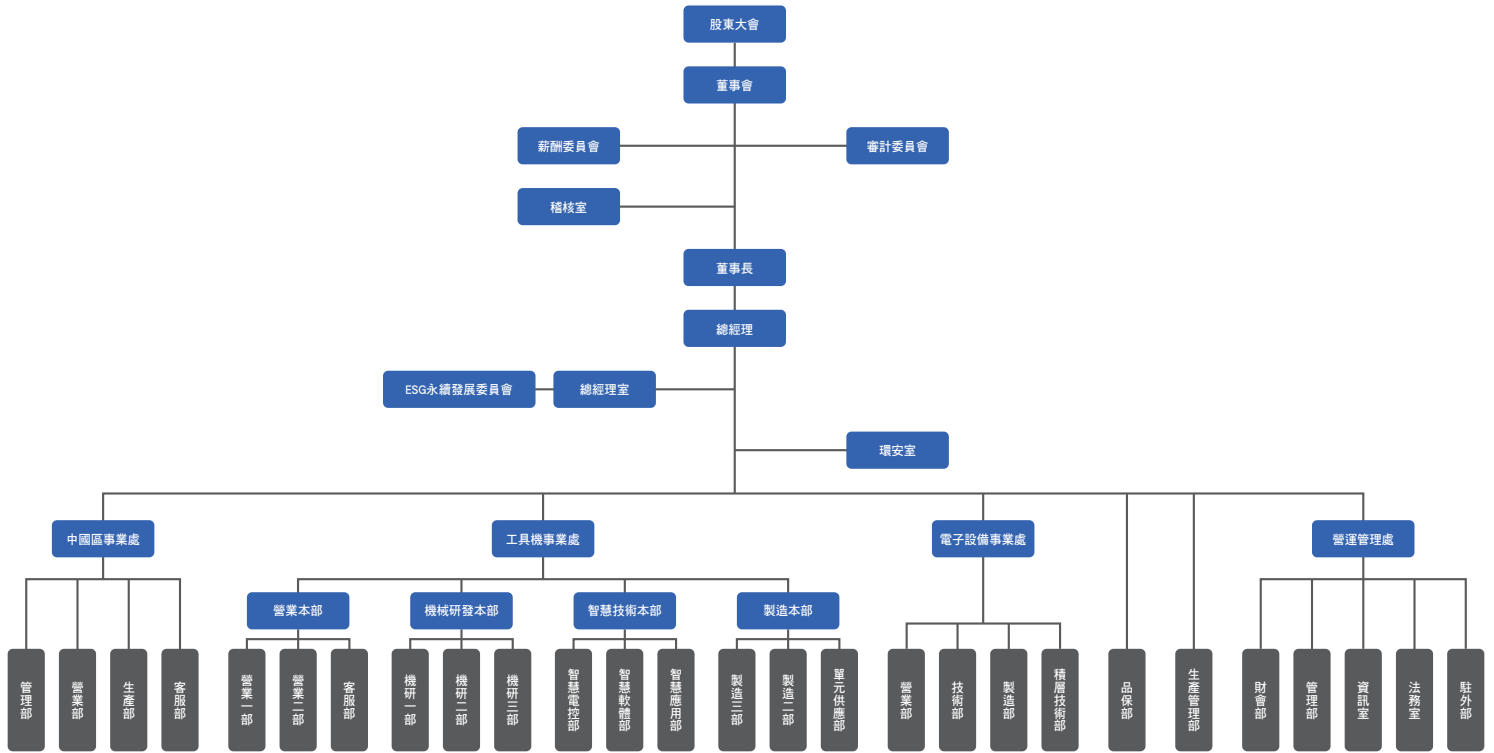 股東大會
董事會
薪酬委員會
審計委員會
稽核室
董事長
總經理
ESG永續發展委員會
總經理室
環安室
中國區事業處
工具機事業處
電子設備事業處
營運管理處
營業本部
機械研發本部
智慧技術本部
製造本部
管理部
營業部
生產部
客服部
營業一部
營業二部
客服部
機研一部
機研二部
機研三部
智慧電控部
智慧軟體部
智慧應用部
製造三部
製造二部
單元供應部
營業部
技術部
製造部
積層技術部
品保部
生產管理部
財會部
管理部
資訊室
法務室
駐外部